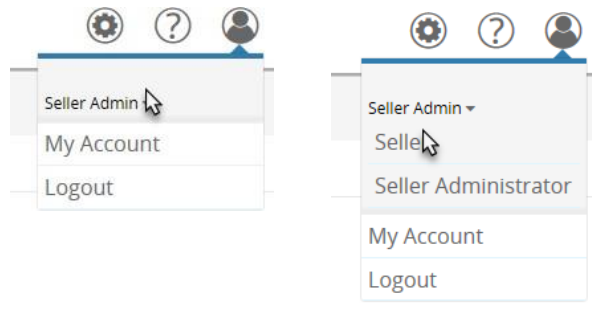 ?
Seller Admin
My Account
Logout
?
Seller Admin
Selle
Seller Administrator
My Account
Logout